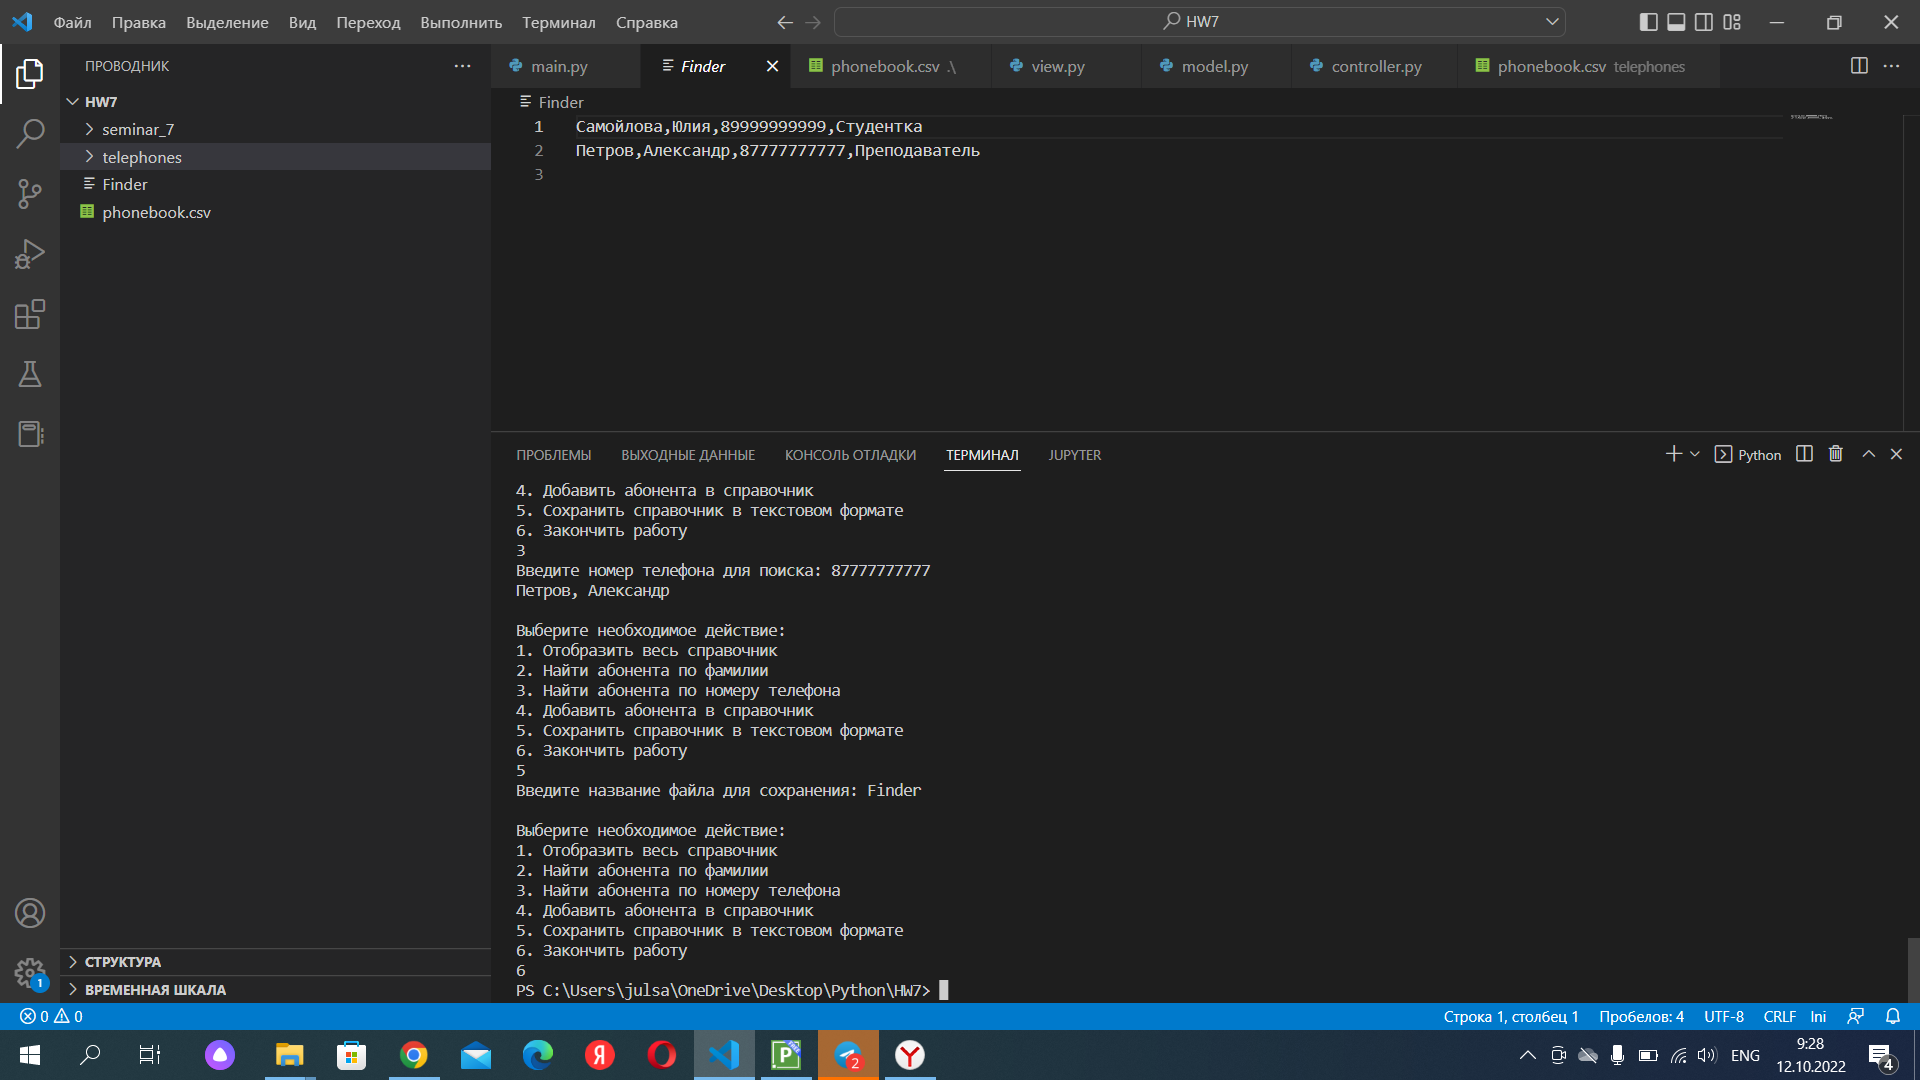 Файл Правка Выделение Вид Переход Выполнить Терминал Справка
HW7
ПРОВОДНИК
HW7
seminar_7
telephones
Finder
phonebook.csv
СТРУКТУРА
ВРЕМЕННАЯ ШКАЛА
main.py Finder phonebook.csv .\ view.py model.py controller.py phonebook.csv telephones
Finder
1 Самойлова,Юлия,89999999999,Студентка
2 Петров,Александр,87777777777,Преподаватель
3
ПРОБЛЕМЫ ВЫХОДНЫЕ ДАННЫЕ КОНСОЛЬ ОТЛАДКИ ТЕРМИНАЛ JUPYTER
Python
4. Добавить абонента в справочник
5. Сохранить справочник в текстовом формате
6. Закончить работу
3
Введите номер телефона для поиска: 87777777777
Петров, Александр
Выберите необходимое действие:
1. Отобразить весь справочник
2. Найти абонента по фамилии
3. Найти абонента по номеру телефона
4. Добавить абонента в справочник
5. Сохранить справочник в текстовом формате
6. Закончить работу
5
Введите название файла для сохранения: Finder
Выберите необходимое действие:
1. Отобразить весь справочник
2. Найти абонента по фамилии
3. Найти абонента по номеру телефона
4. Добавить абонента в справочник
5. Сохранить справочник в текстовом формате
6. Закончить работу
6
PS C:\Users\julsa\OneDrive\Desktop\Python\HW7>
1
0 0
Строка 1, столбец 1 Пробелов: 4 UTF-8 CRLF Ini
Я P FREE 2 Y
ENG
9:28
12.10.2022
4